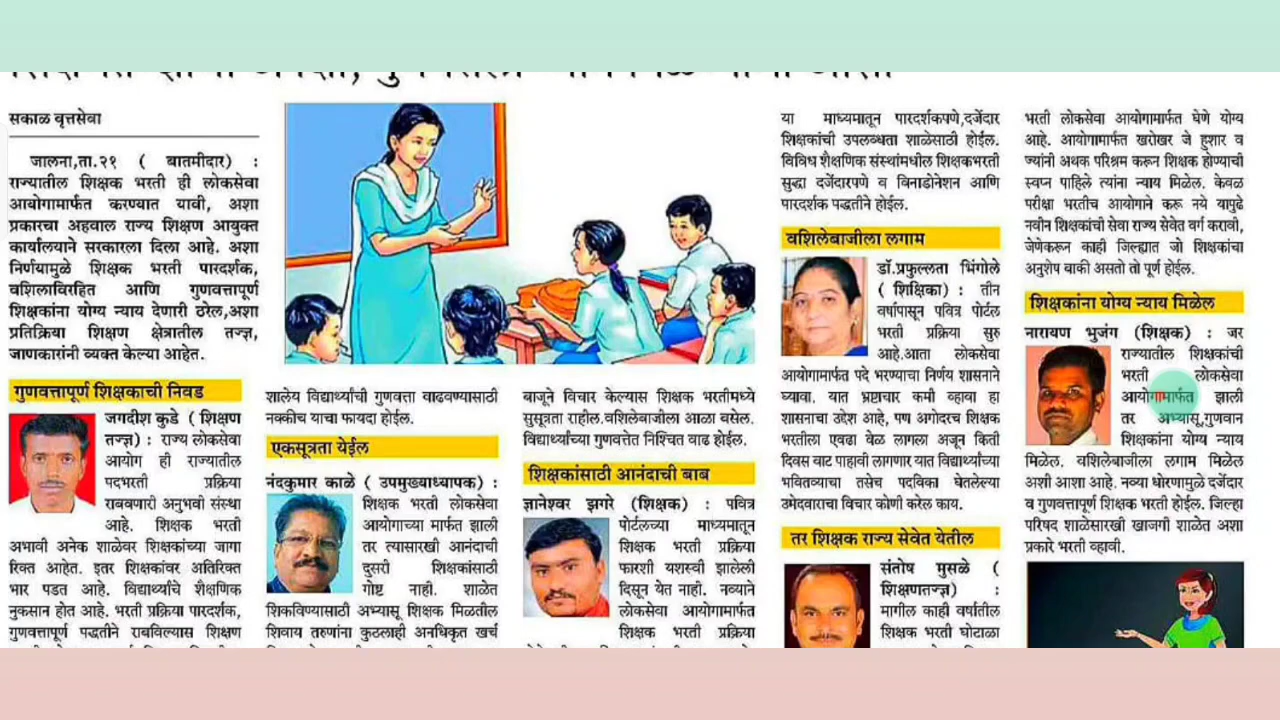 सकाळ वृत्तसेवा
जालना,ता.२९ ( बातमीदार) :
राज्यातील शिक्षक भरती ही लोकसेवा
आयोगामार्फत करण्यात यावी, अशा
प्रकारचा अहवाल राज्य शिक्षण आयुक्त
कार्यालयाने सरकारला दिला आहे. अशा
निर्णयामुळे शिक्षक भरती पारदर्शक,
वशिलाविरहित आणि गुणवत्तापूर्ण
शिक्षकांना योग्य न्याय देणारी ठरेल,अशा
प्रतिक्रिया शिक्षण क्षेत्रातील तज्ज्ञ,
जाणकारांनी व्यक्त केल्या आहेत.
गुणवत्तापूर्ण शिक्षकाची निवड
जगदीश कुडे ( शिक्षण
तज्ज्ञ) : राज्य लोकसेवा
आयोग ही राज्यातील
पदभरती प्रक्रिया
राबवणारी अनुभवी संस्था
आहे. शिक्षक भरती
अभावी अनेक शाळेवर शिक्षकांच्या जागा
रिक्त आहेत. इतर शिक्षकांवर अतिरिक्त
भार पडत आहे. विद्यार्थ्यांचे शैक्षणिक
नुकसान होत आहे. भरती प्रक्रिया पारदर्शक,
गुणवत्तापूर्ण पद्धतीने राबविल्यास शिक्षण
शालेय विद्यार्थ्यांची गुणवत्ता वाढवण्यासाठी
नक्कीच याचा फायदा होईल.
एकसूत्रता येईल
नंदकुमार काळे ( उपमुख्याध्यापक) :
शिक्षक भरती लोकसेवा
आयोगाच्या मार्फत झाली
तर त्यासारखी आनंदाची
दुसरी शिक्षकांसाठी
गोष्ट नाही. शाळेत
शिकविण्यासाठी अभ्यासू शिक्षक मिळतील
शिवाय तरुणांना कुठलाही अनधिकृत खर्च
बाजूने विचार केल्यास शिक्षक भरतीमध्ये
सुसूत्रता राहील.वशिलेबाजीला आळा बसेल.
विद्यार्थ्यांच्या गुणवत्तेत निश्चित वाढ होईल.
शिक्षकांसाठी आनंदाची बाब
ज्ञानेश्वर झगरे (शिक्षक) : पवित्र
पोर्टलच्या माध्यमातून
शिक्षक भरती प्रक्रिया
फारशी यशस्वी झालेली
दिसून येत नाही. नव्याने
लोकसेवा आयोगामार्फत
शिक्षक भरती प्रक्रिया
या माध्यमातून पारदर्शकपणे,दर्जेदार
शिक्षकांची उपलब्धता शाळेसाठी होईल.
विविध शैक्षणिक संस्थांमधील शिक्षकभरती
सुद्धा दर्जेदारपणे व विनाडोनेशन आणि
पारदर्शक पद्धतीने होईल.
वशिलेबाजीला लगाम
डॉ.प्रफुल्लता भिंगोले
( शिक्षिका) : तीन
वर्षापासून पवित्र पोर्टल
भरती प्रक्रिया सुरु
आहे.आता लोकसेवा
आयोगामार्फत पदे भरण्याचा निर्णय शासनाने
घ्यावा. यात भ्रष्टाचार कमी व्हावा हा
शासनाचा उद्देश आहे, पण अगोदरच शिक्षक
भरतीला एवढा वेळ लागला अजून किती
दिवस वाट पाहावी लागणार यात विद्यार्थ्यांच्या
भवितव्याचा तसेच पदविका घेतलेल्या
उमेदवाराचा विचार कोणी करेल काय.
तर शिक्षक राज्य सेवेत येतील
संतोष मुसळे (
शिक्षणतज्ज्ञ) :
मागील काही वर्षातील
शिक्षक भरती घोटाळा
भरती लोकसेवा आयोगामार्फत घेणे योग्य
आहे. आयोगामार्फत खरोखर जे हुशार व
ज्यांनी अथक परिश्रम करून शिक्षक होण्याची
स्वप्न पाहिले त्यांना न्याय मिळेल. केवळ
परीक्षा भरतीच आयोगाने करू नये यापुढे
नवीन शिक्षकांची सेवा राज्य सेवेत वर्ग करावी,
जेणेकरून काही जिल्ह्यात जो शिक्षकांचा
अनुशेष बाकी असतो तो पूर्ण होईल.
शिक्षकांना योग्य न्याय मिळेल
नारायण भुजंग (शिक्षक) : जर
राज्यातील शिक्षकांची
भरती लोकसेवा
आयोगामार्फत झाली
तर अभ्यासू,गुणवान
शिक्षकांना योग्य न्याय
मिळेल. वशिलेबाजीला लगाम मिळेल
अशी आशा आहे. नव्या धोरणामुळे दर्जेदार
व गुणवत्तापूर्ण शिक्षक भरती होईल. जिल्हा
परिषद शाळेसारखी खाजगी शाळेत अशा
प्रकारे भरती व्हावी.